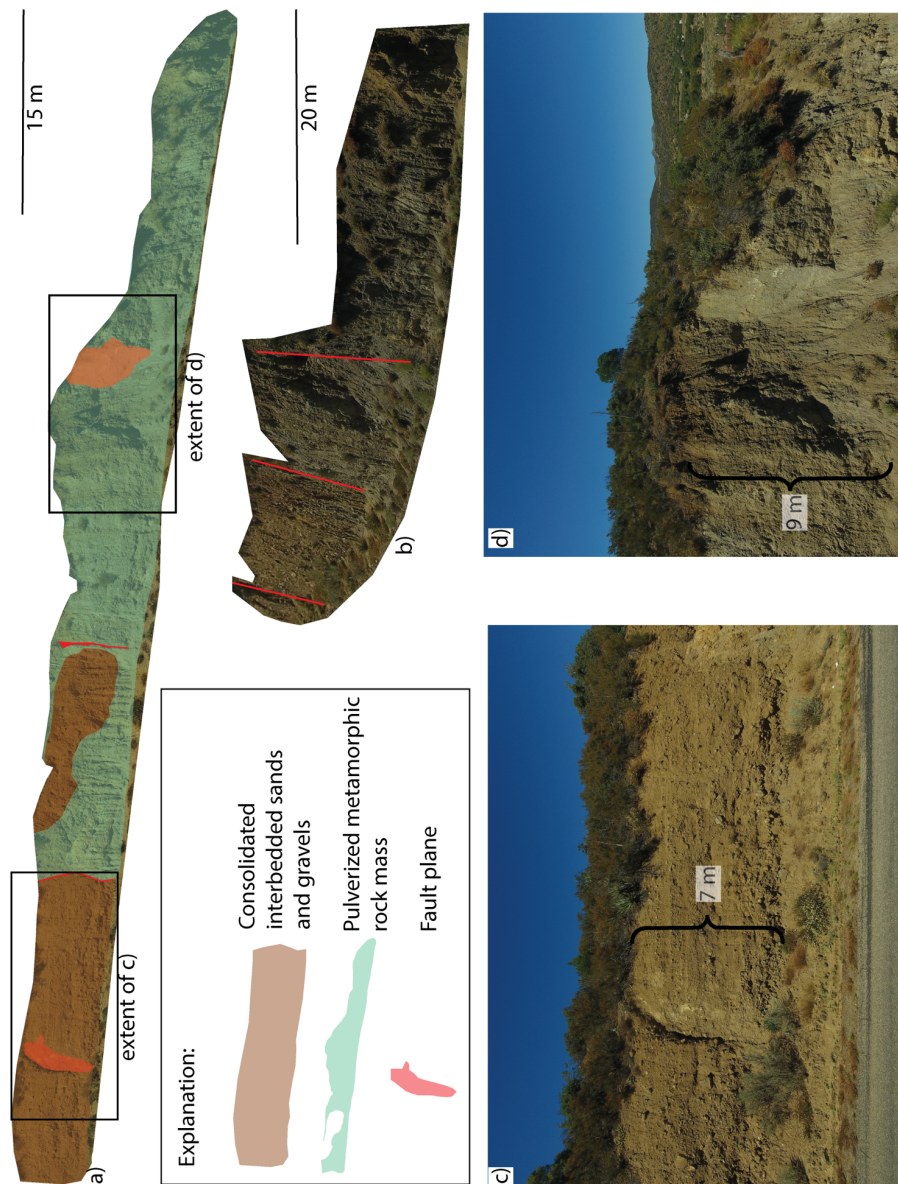 15 m
extent of c)
extent of d)
a)
20 m
b)
Explanation:
Consolidated
interbedded sands
and gravels
Pulverized metamorphic
rock mass
Fault plane
c)
7 m
d)
9 m